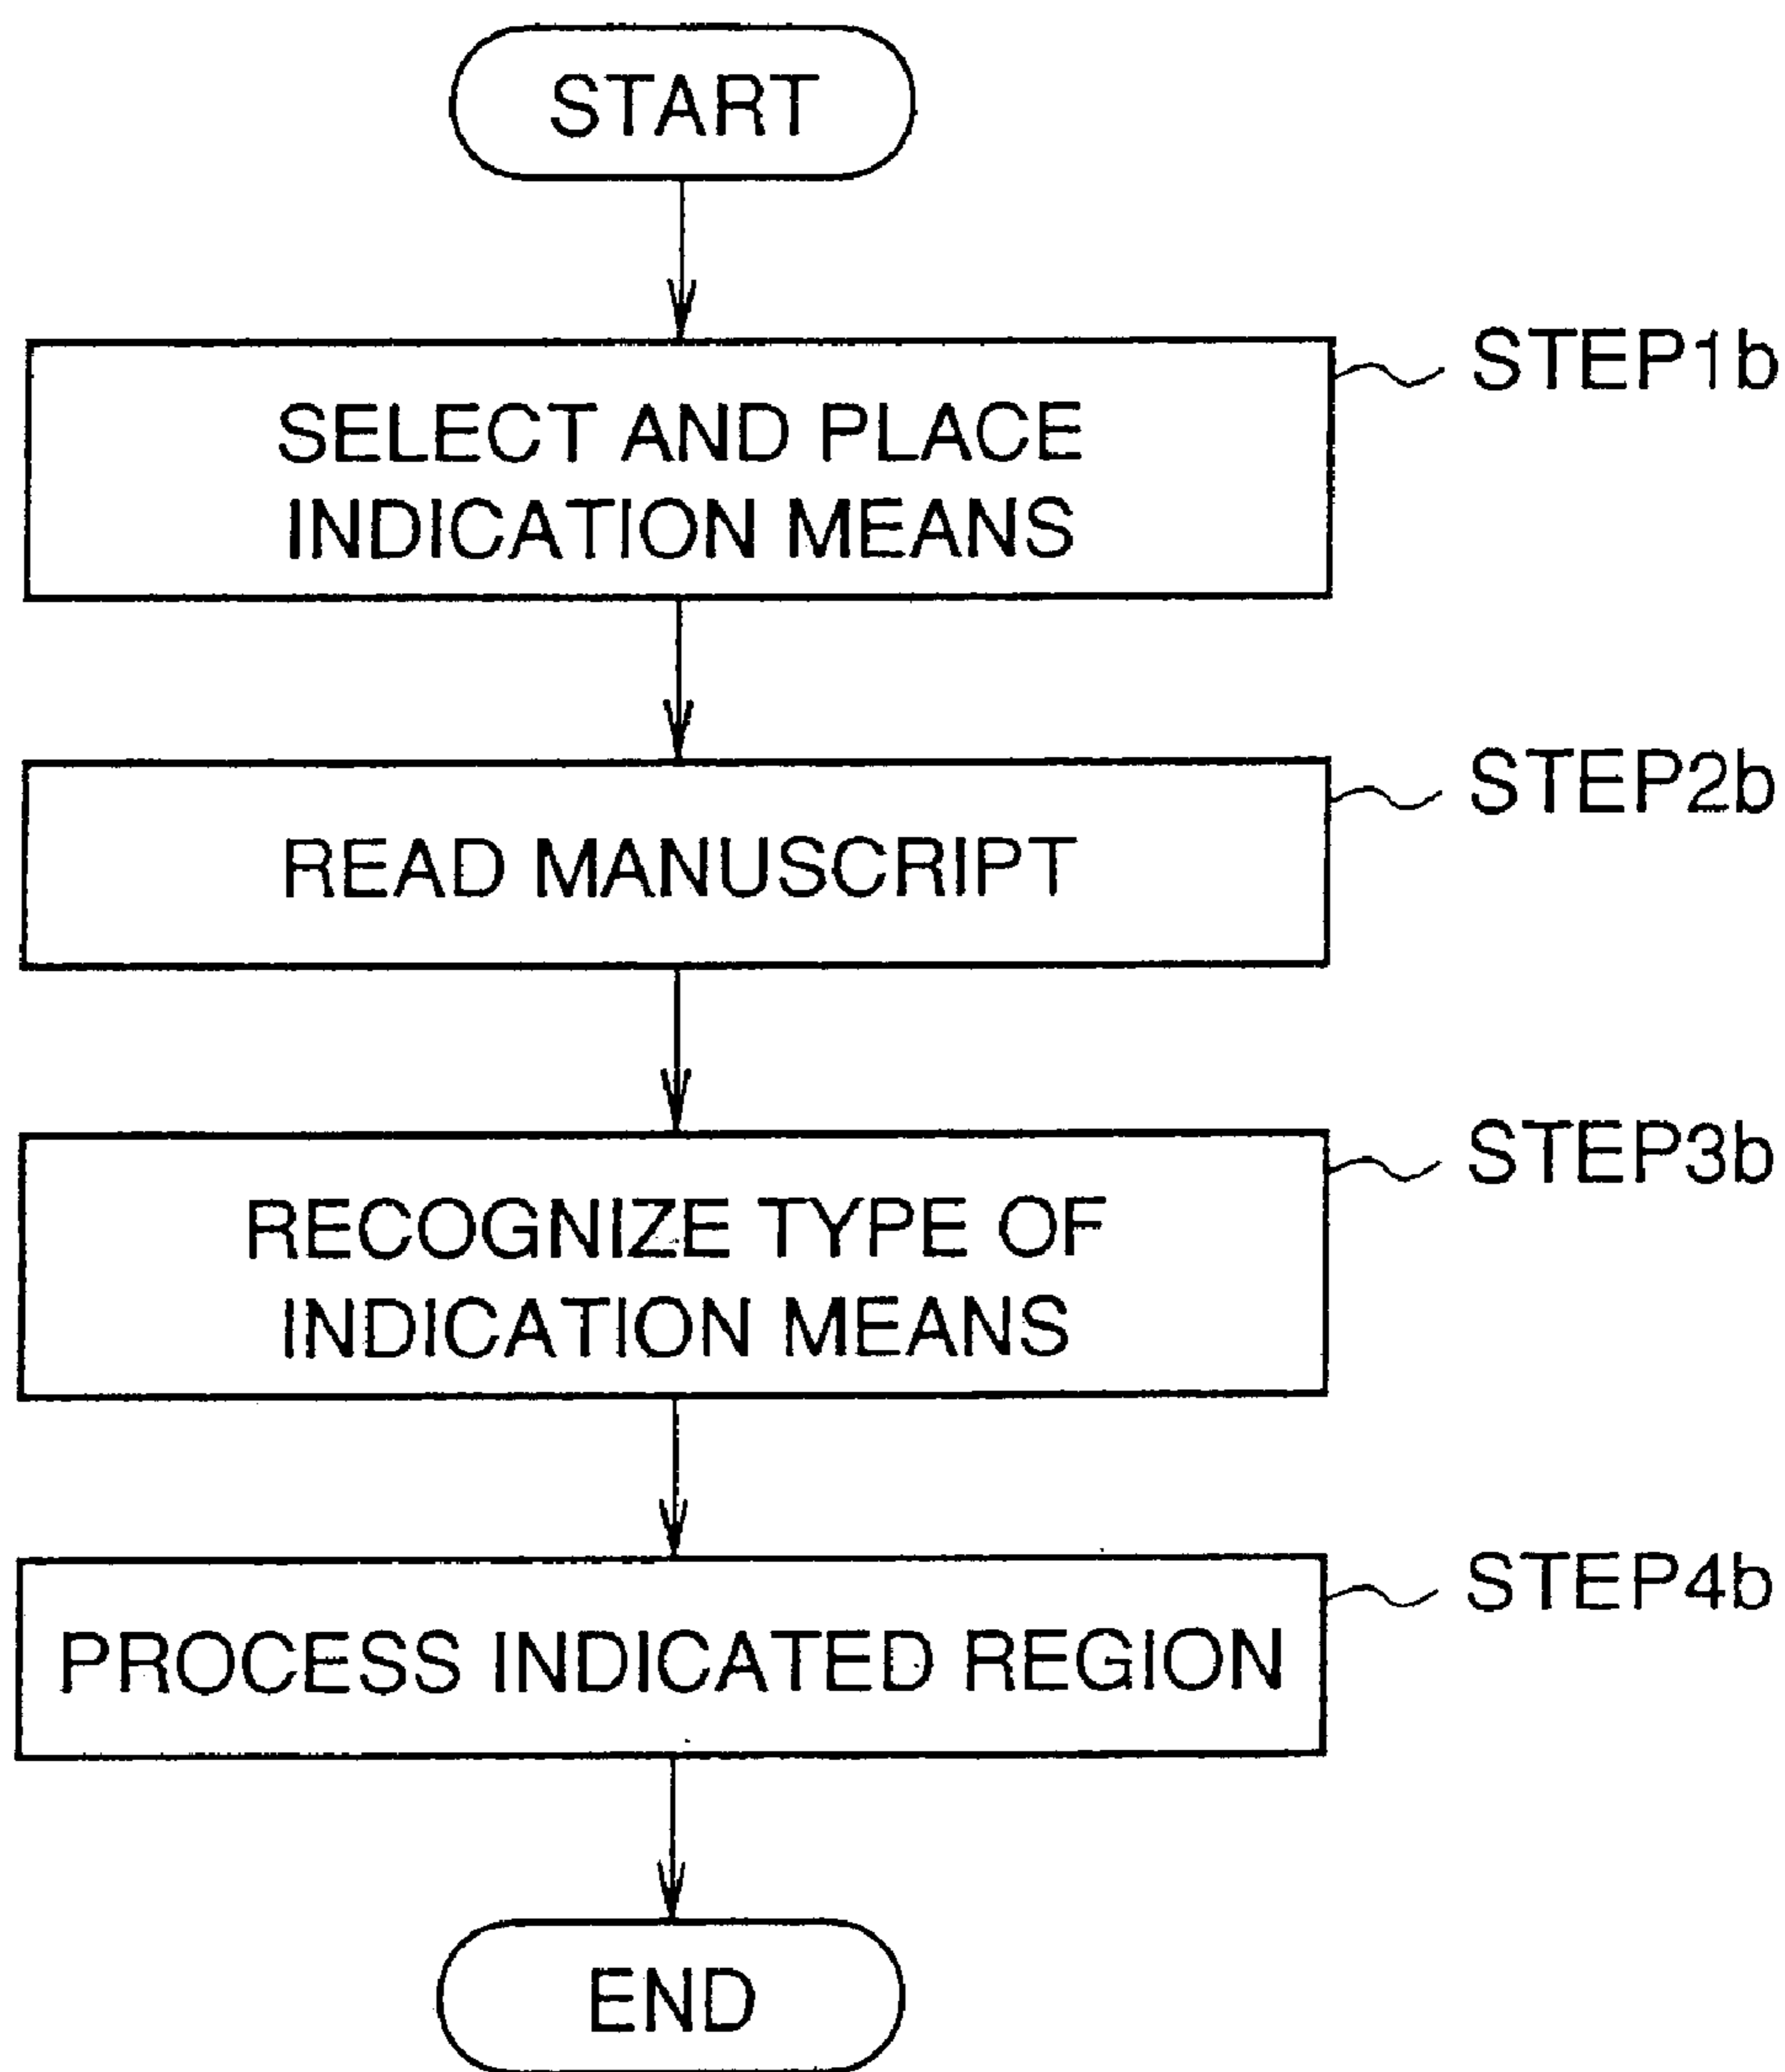 START
STEP1b
SELECT AND PLACE
INDICATION MEANS
STEP2b
READ MANUSCRIPT
STEP3b
RECOGNIZE TYPE OF
INDICATION MEANS
STEP4b
PROCESS INDICATED REGION
END